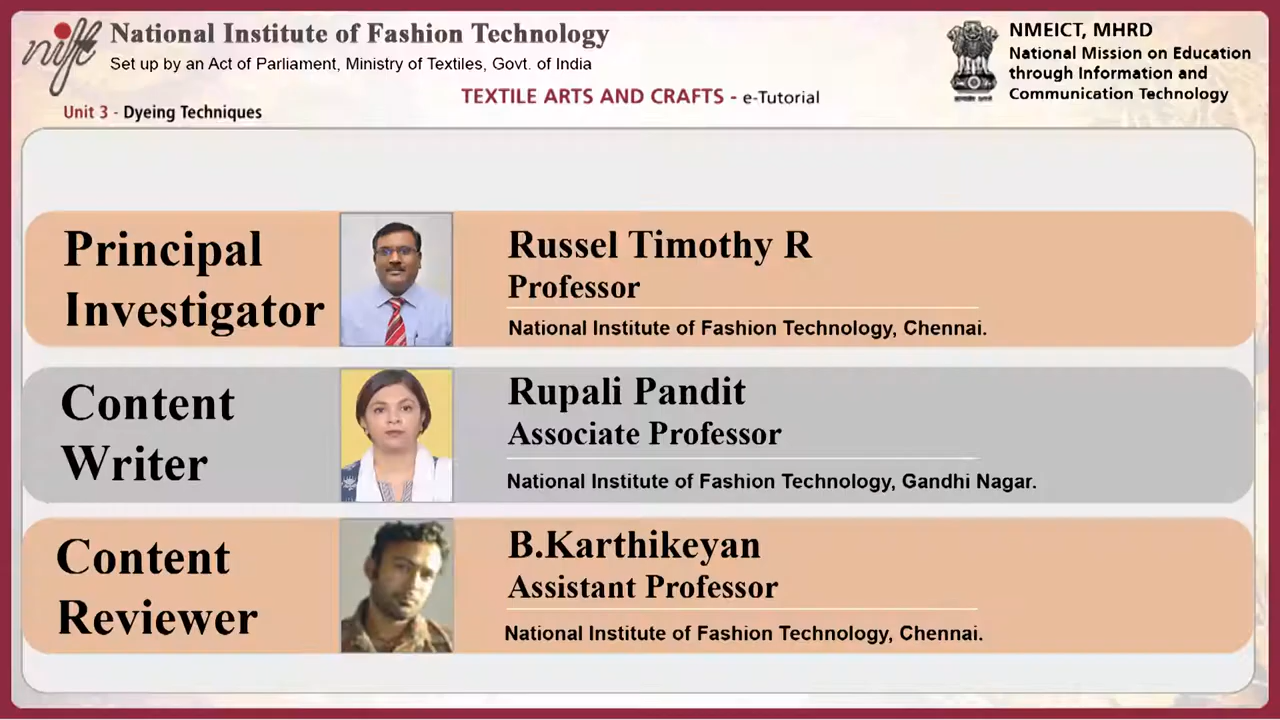 nift
National Institute of Fashion Technology
Set up by an Act of Parliament, Ministry of Textiles, Govt. of India
NMEICT, MHRD
National Mission on Education
through Information and
Communication Technology
TEXTILE ARTS AND CRAFTS - e-Tutorial
Unit 3 - Dyeing Techniques
Principal
Investigator
Russel Timothy R
Professor
National Institute of Fashion Technology, Chennai.
Content
Writer
Rupali Pandit
Associate Professor
National Institute of Fashion Technology, Gandhi Nagar.
Content
Reviewer
B.Karthikeyan
Assistant Professor
National Institute of Fashion Technology, Chennai.